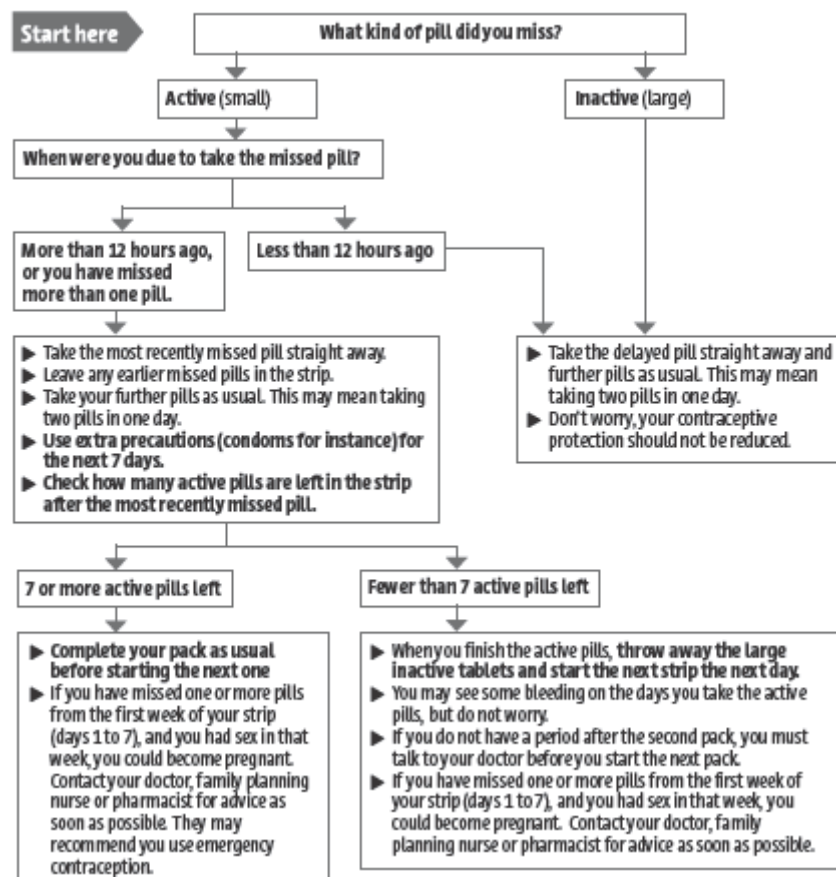 Start here
What kind of pill did you miss?
Active (small)
Inactive (large)
When were you due to take the missed pill?
More than 12 hours ago,
or you have missed
more than one pill.
Less than 12 hours ago
▶ Take the most recently missed pill straight away.
▶ Leave any earlier missed pills in the strip.
▶ Take your further pills as usual. This may mean taking
two pills in one day.
▶ Use extra precautions (condoms for instance) for
the next 7 days.
▶ Check how many active pills are left in the strip
after the most recently missed pill.
▶ Take the delayed pill straight away and
further pills as usual. This may mean
taking two pills in one day.
▶ Don't worry, your contraceptive
protection should not be reduced.
7 or more active pills left
Fewer than 7 active pills left
▶ Complete your pack as usual
before starting the next one
▶ If you have missed one or more pills
from the first week of your strip
(days 1 to 7), and you had sex in that
week, you could become pregnant.
Contact your doctor, family planning
nurse or pharmacist for advice as
soon as possible. They may
recommend you use emergency
contraception.
▶ When you finish the active pills, throw away the large
inactive tablets and start the next strip the next day.
▶ You may see some bleeding on the days you take the active
pills, but do not worry.
▶ If you do not have a period after the second pack, you must
talk to your doctor before you start the next pack.
▶ If you have missed one or more pills from the first week of
your strip (days 1 to 7), and you had sex in that week, you
could become pregnant. Contact your doctor, family
planning nurse or pharmacist for advice as soon as possible.